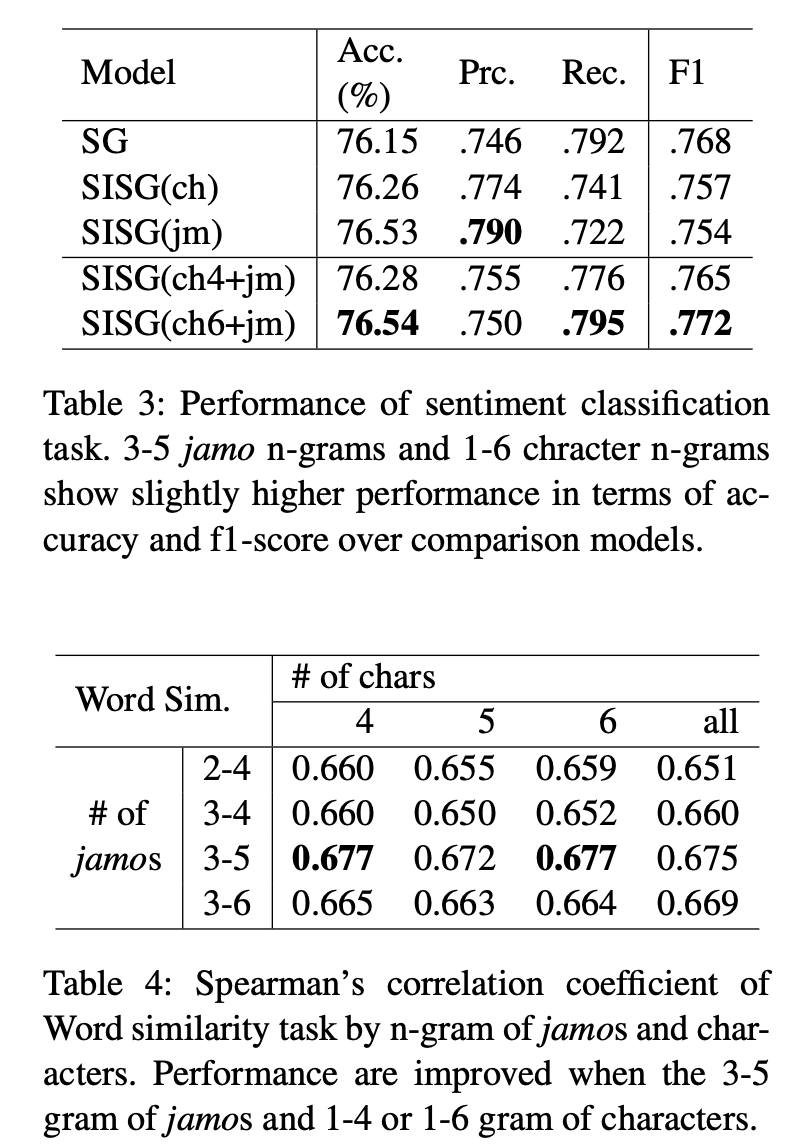 Model Acc. (%) Prc. Rec. F1
SG 76.15 .746 .792 .768
SISG(ch) 76.26 .774 .741 .757
SISG(jm) 76.53 .790 .722 .754
SISG(ch4+jm) 76.28 .755 .776 .765
SISG(ch6+jm) 76.54 .750 .795 .772
Table 3: Performance of sentiment classification
task. 3-5 jamo n-grams and 1-6 chracter n-grams
show slightly higher performance in terms of ac-
curacy and f1-score over comparison models.
Word Sim. # of chars
4 5 6 all
# of jamos
2-4 0.660 0.655 0.659 0.651
3-4 0.660 0.650 0.652 0.660
3-5 0.677 0.672 0.677 0.675
3-6 0.665 0.663 0.664 0.669
Table 4: Spearman's correlation coefficient of
Word similarity task by n-gram of jamos and char-
acters. Performance are improved when the 3-5
gram of jamos and 1-4 or 1-6 gram of characters.